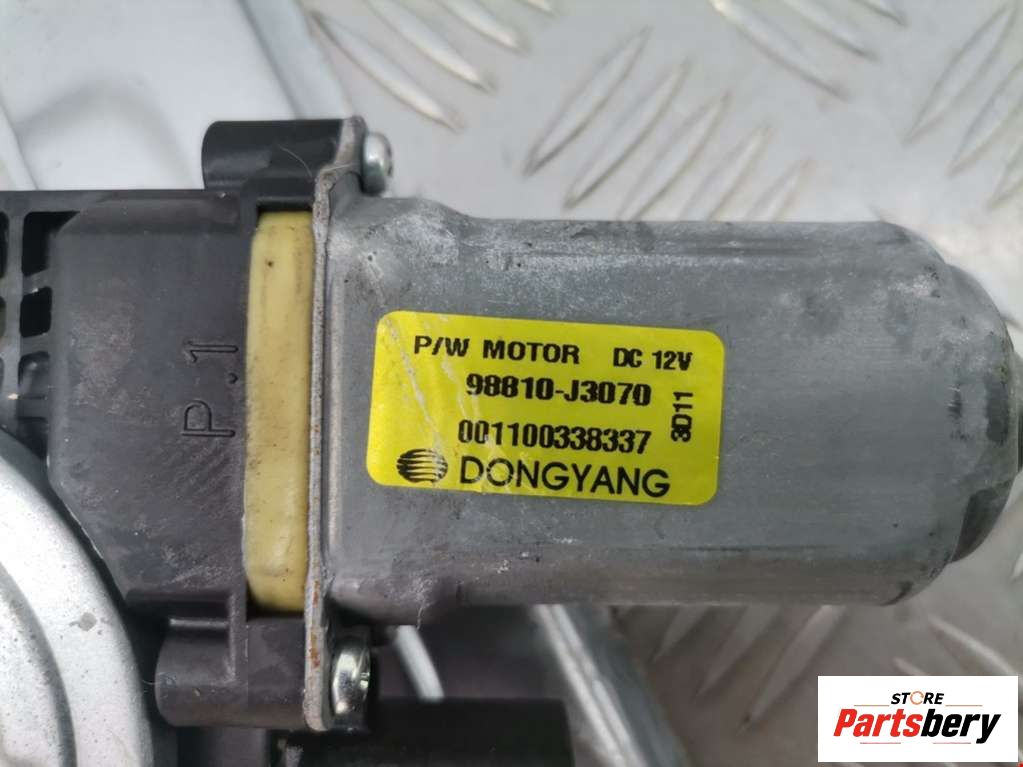 P/W MOTOR DC 12V
98810-J3070
3D11
001100338337
DONGYANG
P.1
STORE
Partsbery